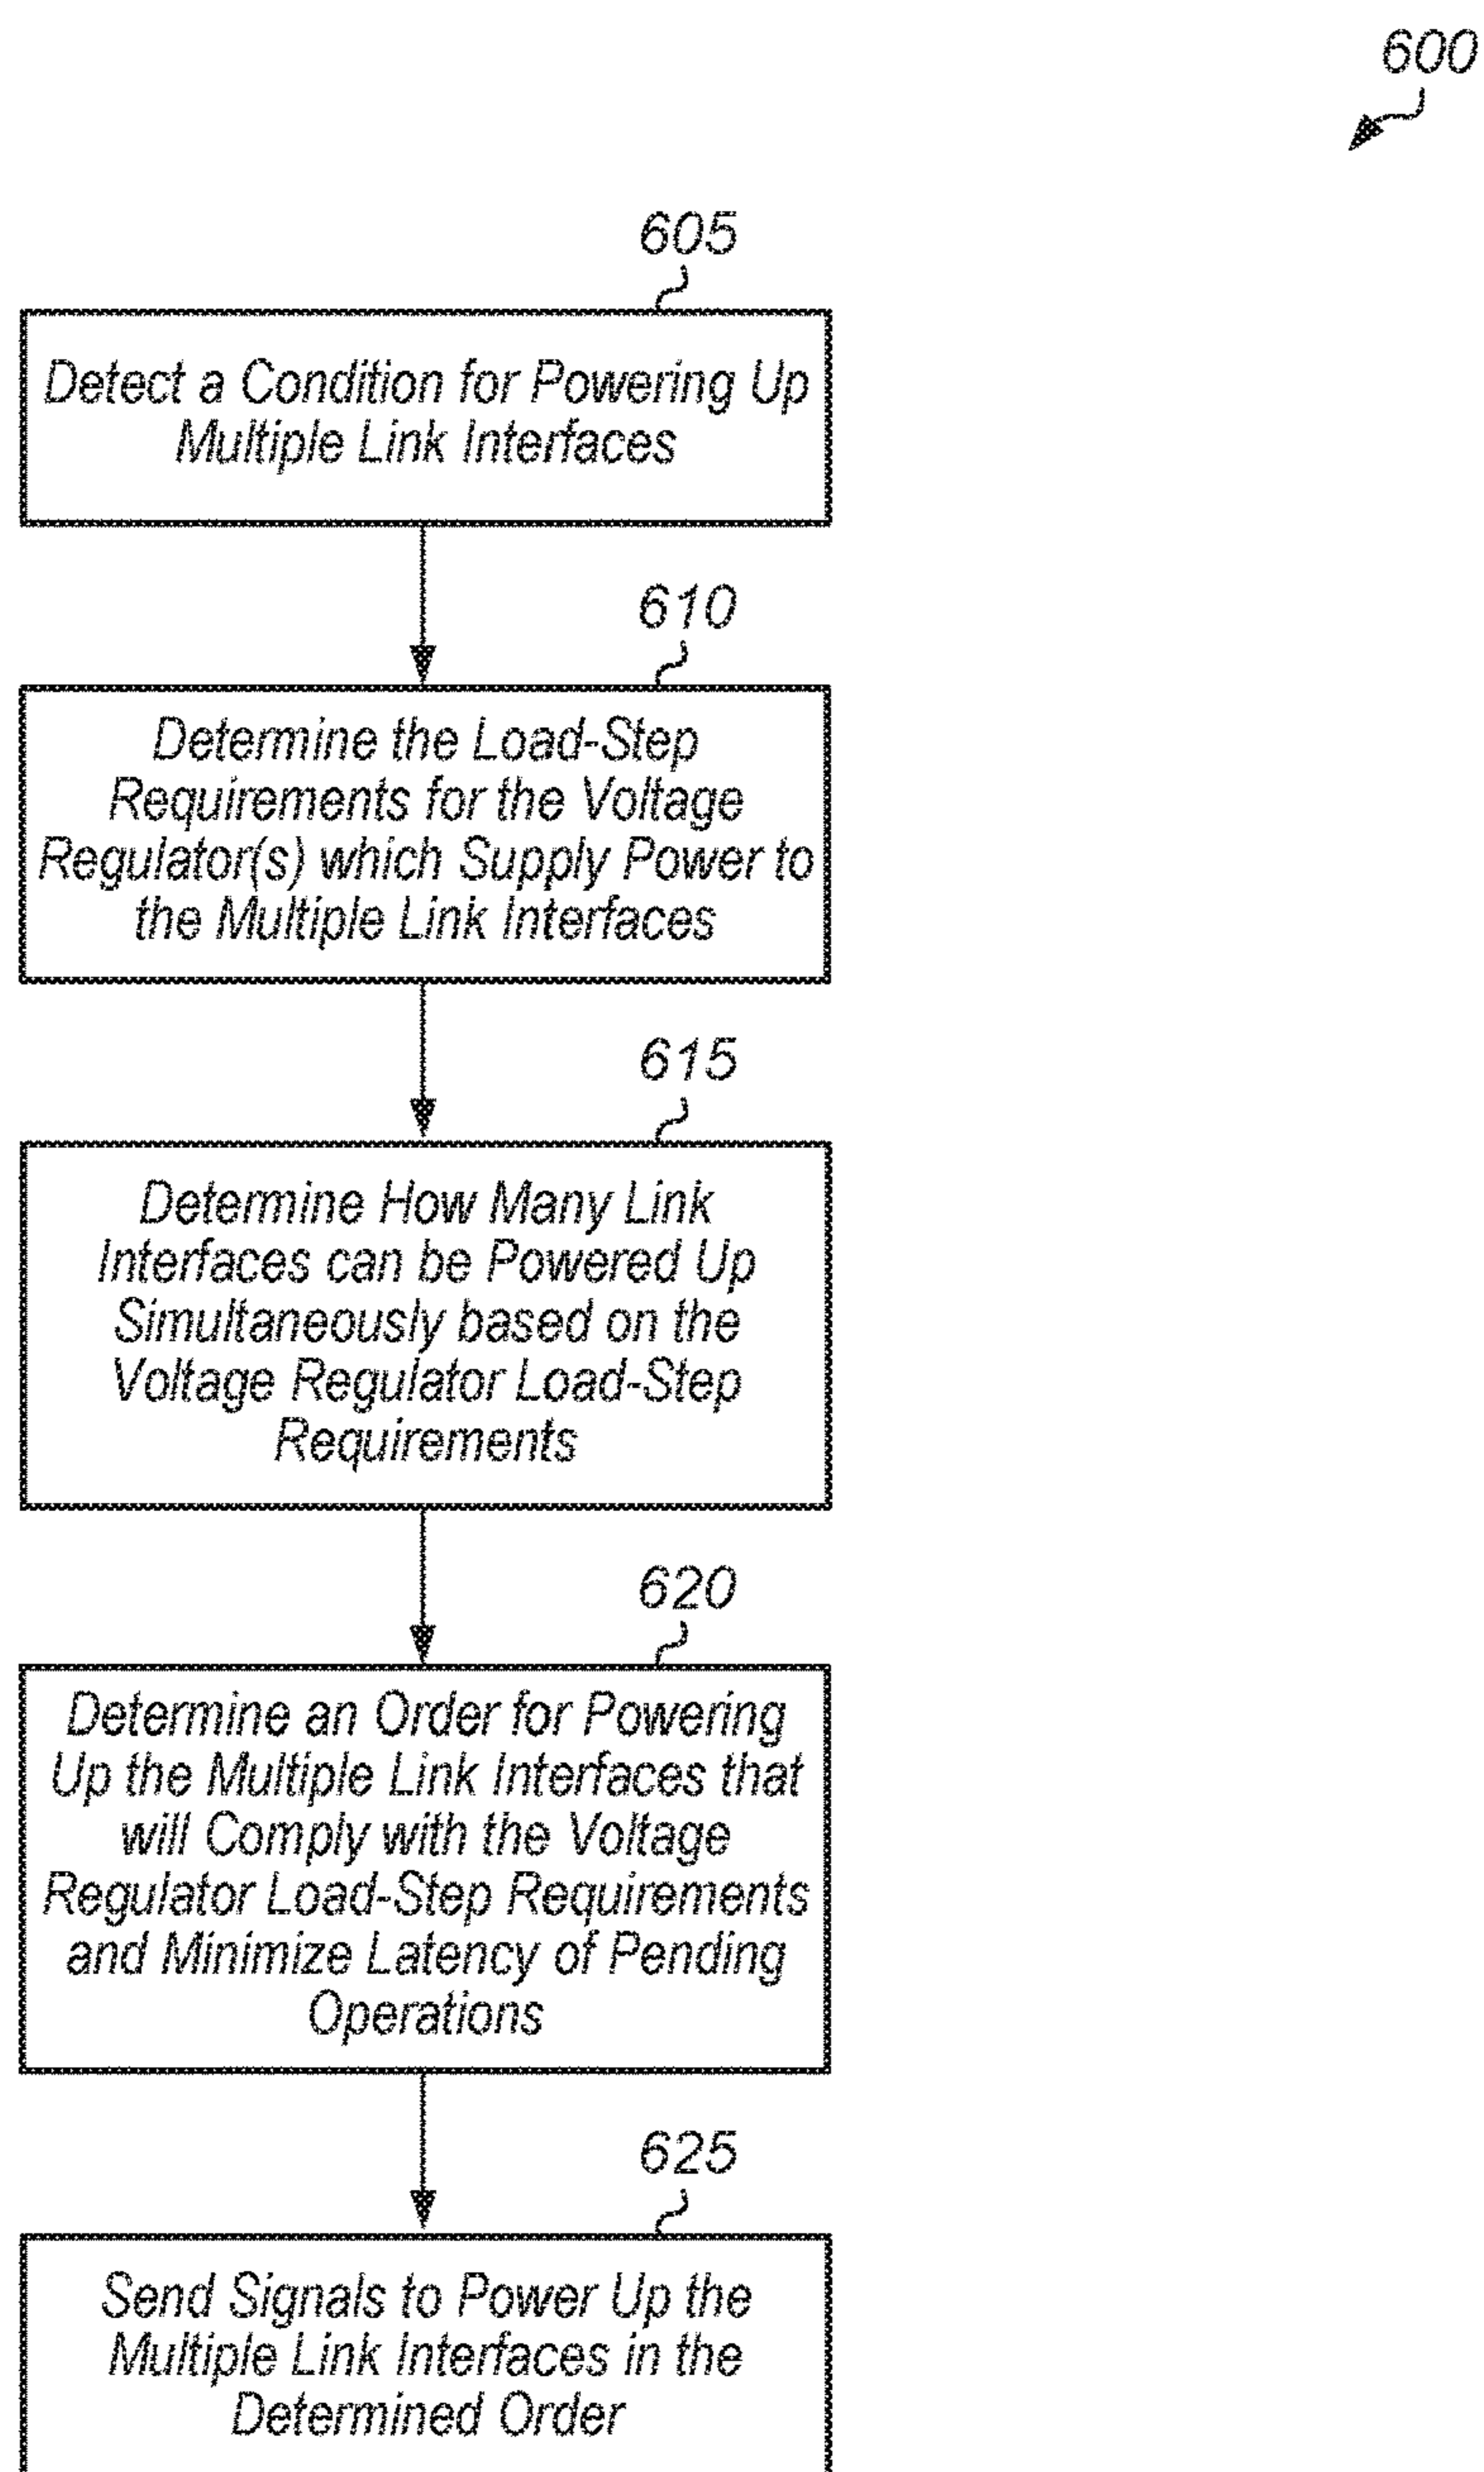 600
605
Detect a Condition for Powering Up
Multiple Link Interfaces
610
Determine the Load-Step
Requirements for the Voltage
Regulator(s) which Supply Power to
the Multiple Link Interfaces
615
Determine How Many Link
Interfaces can be Powered Up
Simultaneously based on the
Voltage Regulator Load-Step
Requirements
620
Determine an Order for Powering
Up the Multiple Link Interfaces that
will Comply with the Voltage
Regulator Load-Step Requirements
and Minimize Latency of Pending
Operations
625
Send Signals to Power Up the
Multiple Link Interfaces in the
Determined Order